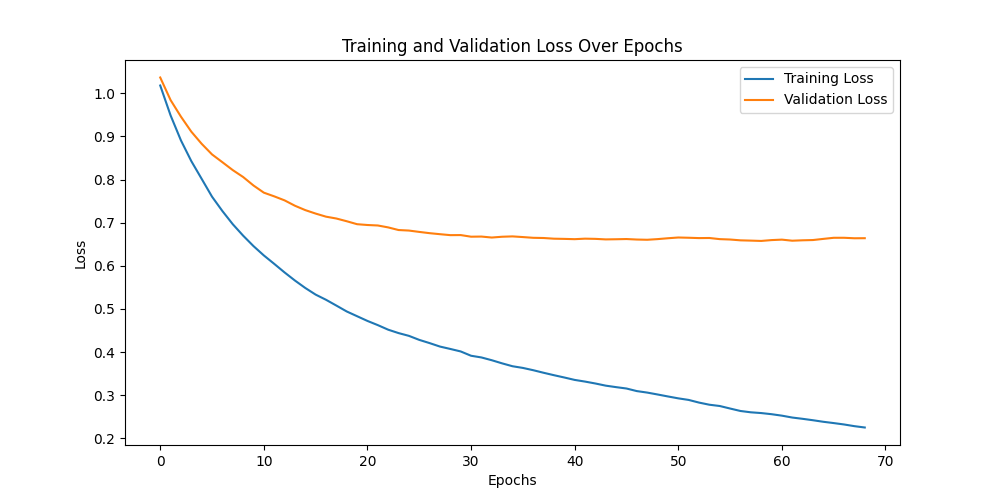 Training and Validation Loss Over Epochs
Training Loss
Validation Loss
1.0
0.9
0.8
0.7
0.6
0.5
0.4
0.3
0.2
Loss
0 10 20 30 40 50 60 70
Epochs